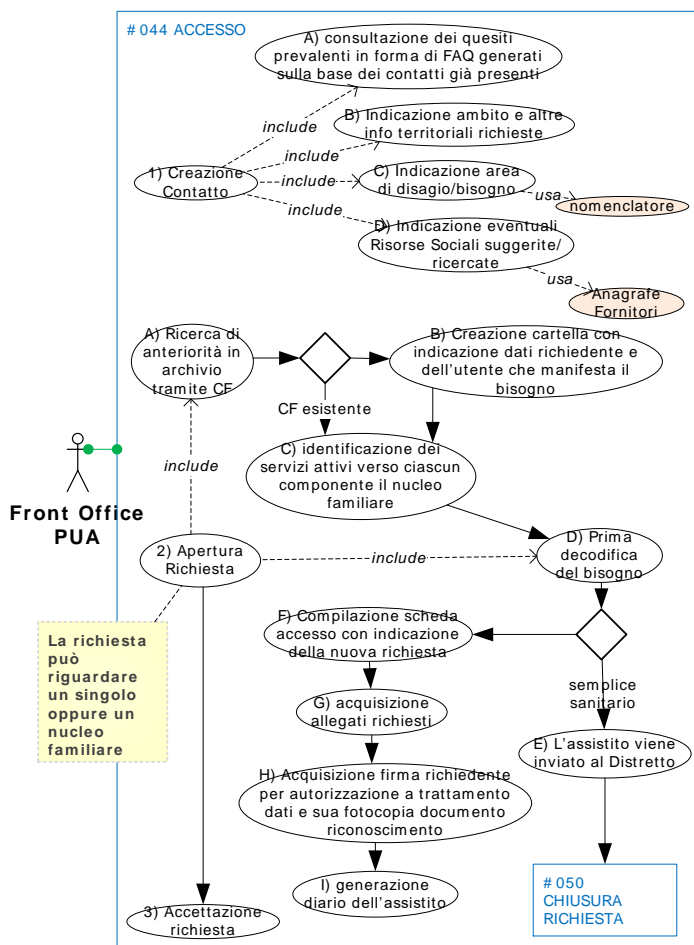 # 044 ACCESSO
A) consultazione dei quesiti
prevalenti in forma di FAQ generati
sulla base dei contatti già presenti
include
B) Indicazione ambito e altre
info territoriali richieste
include
1) Creazione
Contatto
include
C) Indicazione area
di disagio/bisogno
usa
nomenclatore
include
D) Indicazione eventuali
Risorse Sociali suggerite/
ricercate
usa
Anagrafe
Fornitori
A) Ricerca di
anteriorità in
archivio
tramite CF
B) Creazione cartella con
indicazione dati richiedente e
dell'utente che manifesta il
bisogno
CF esistente
C) identificazione dei
servizi attivi verso ciascun
componente il nucleo
familiare
include
Front Office
PUA
2) Apertura
Richiesta
include
D) Prima
decodifica
del bisogno
La richiesta
può
riguardare
un singolo
oppure un
nucleo
familiare
F) Compilazione scheda
accesso con indicazione
della nuova richiesta
semplice
sanitario
G) acquisizione
allegati richiesti
E) L'assistito viene
inviato al Distretto
H) Acquisizione firma richiedente
per autorizzazione a trattamento
dati e sua fotocopia documento
riconoscimento
I) generazione
diario dell'assistito
# 050
CHIUSURA
RICHIESTA
3) Accettazione
richiesta